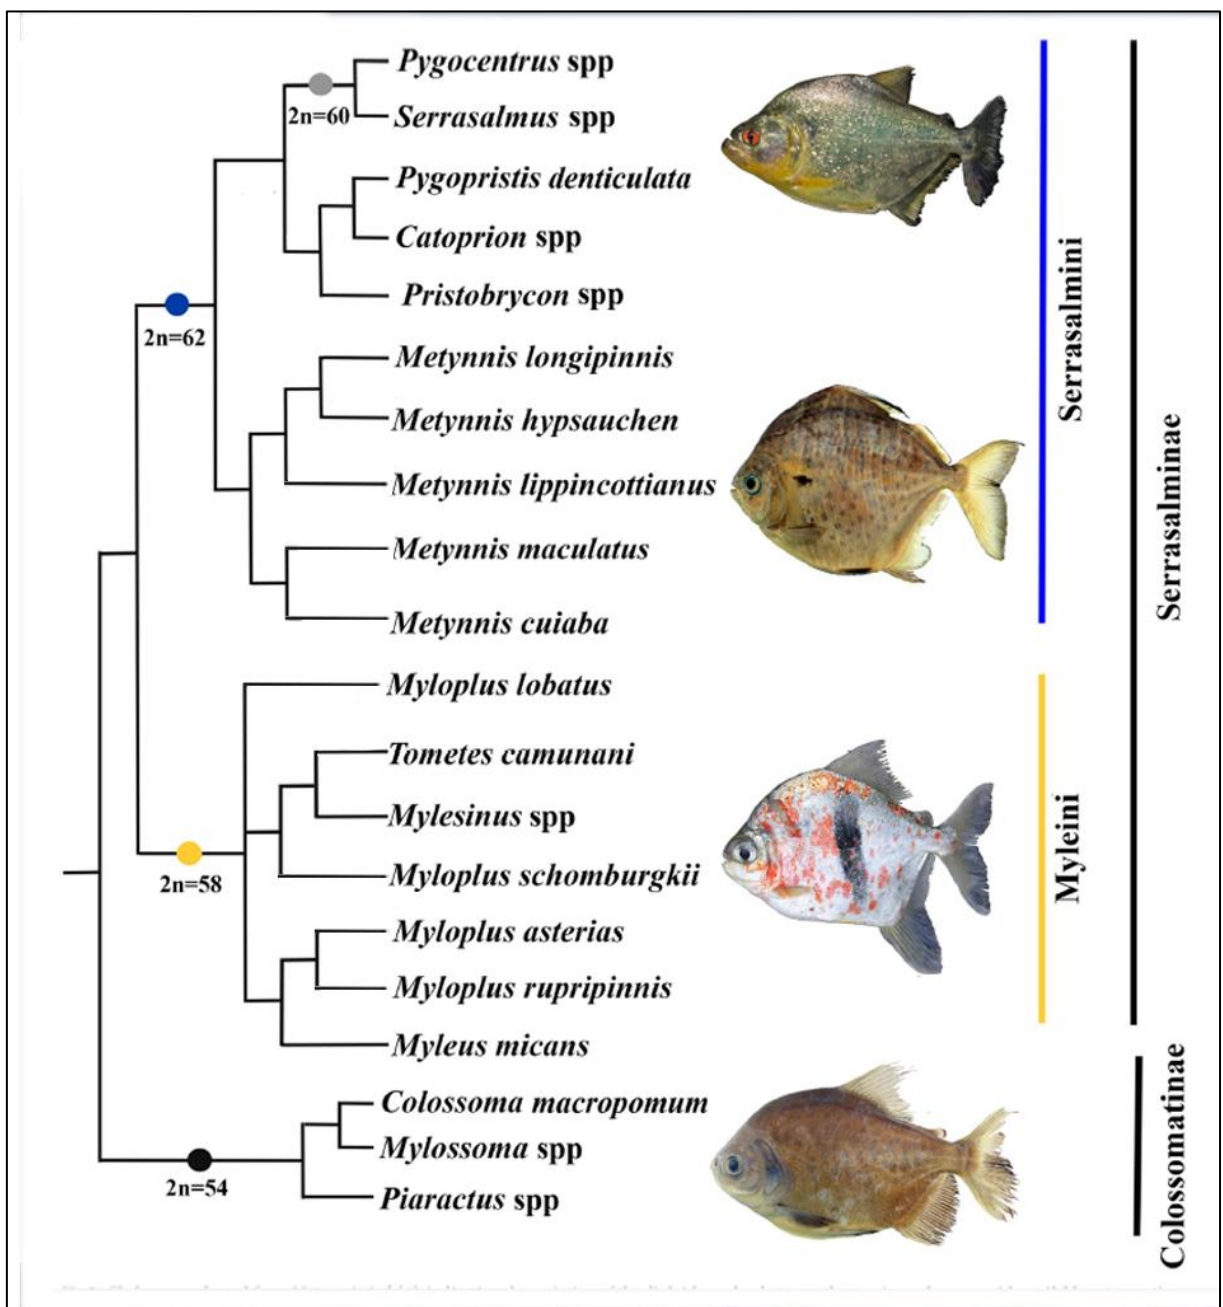 Pygocentrus spp
2n=60
Serrasalmus spp
Pygopristis denticulata
Catoprion spp
Pristobrycon spp
2n=62
Metynnis longipinnis
Metynnis hypsauchen
Metynnis lippincottianus
Metynnis maculatus
Metynnis cuiaba
Serrasalmini
Serrasalminae
Myloplus lobatus
Tometes camunani
Mylesinus spp
Myloplus schomburgkii
2n=58
Myloplus asterias
Myloplus rupripinnis
Myleus micans
Myleini
Colossoma macropomum
Mylossoma spp
2n=54
Piaractus spp
Colossomatinae